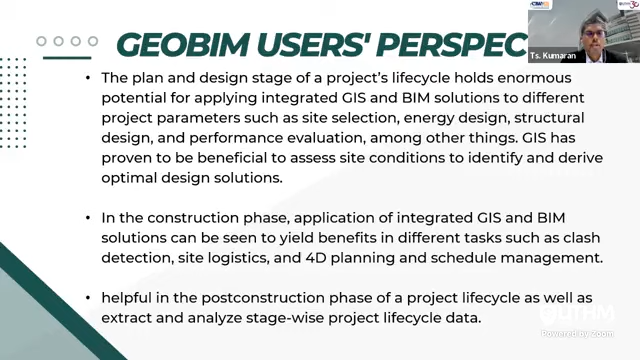 GEOBIM USERS' PERSPEC
Ts. Kumaran
• The plan and design stage of a project's lifecycle holds enormous
potential for applying integrated GIS and BIM solutions to different
project parameters such as site selection, energy design, structural
design, and performance evaluation, among other things. GIS has
proven to be beneficial to assess site conditions to identify and derive
optimal design solutions.
• In the construction phase, application of integrated GIS and BIM
solutions can be seen to yield benefits in different tasks such as clash
detection, site logistics, and 4D planning and schedule management.
• helpful in the postconstruction phase of a project lifecycle as well as
extract and analyze stage-wise project lifecycle data.
UTHM
Powered by Zoom